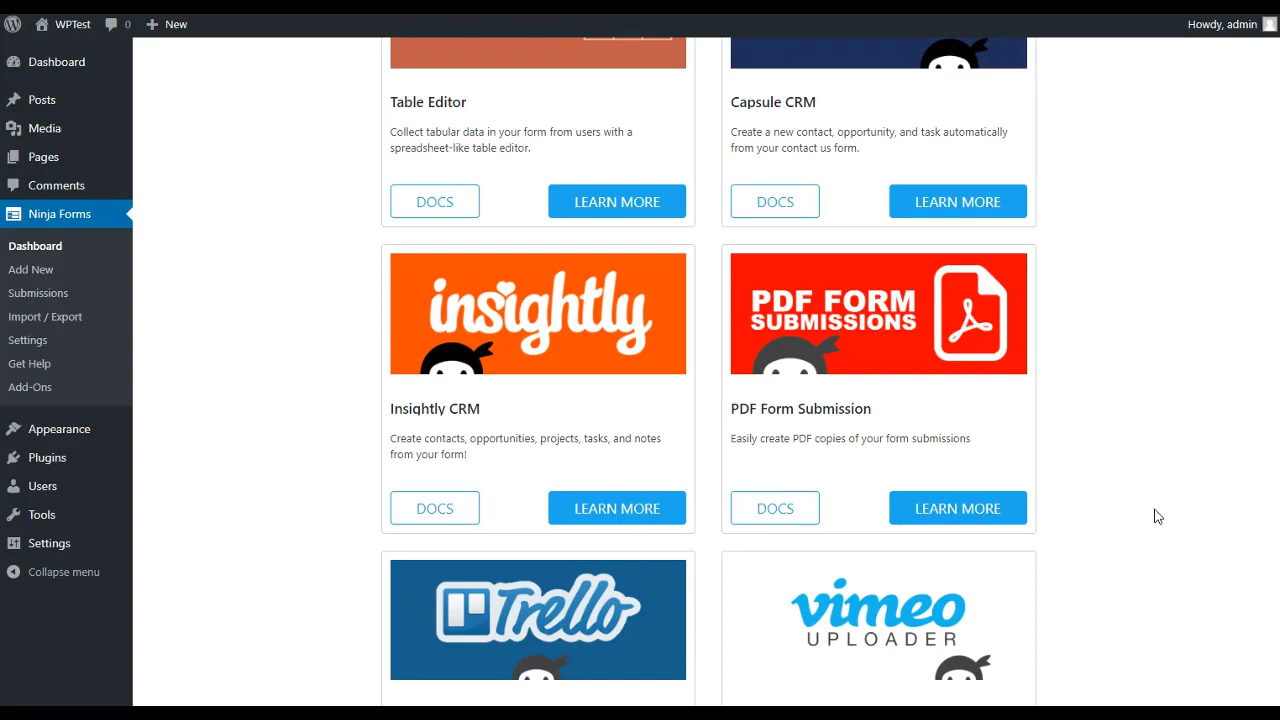 WPTest
0
New
Howdy, admin
Dashboard
Posts
Media
Pages
Comments
Ninja Forms
Dashboard
Add New
Submissions
Import / Export
Settings
Get Help
Add-Ons
Appearance
Plugins
Users
Tools
Settings
Collapse menu
Table Editor
Collect tabular data in your form from users with a
spreadsheet-like table editor.
DOCS
LEARN MORE
Capsule CRM
Create a new contact, opportunity, and task automatically
from your contact us form.
DOCS
LEARN MORE
insightly
Insightly CRM
Create contacts, opportunities, projects, tasks, and notes
from your form!
DOCS
LEARN MORE
PDF FORM
SUBMISSIONS
PDF Form Submission
Easily create PDF copies of your form submissions
DOCS
LEARN MORE
Trello
vimeo
UPLOADER